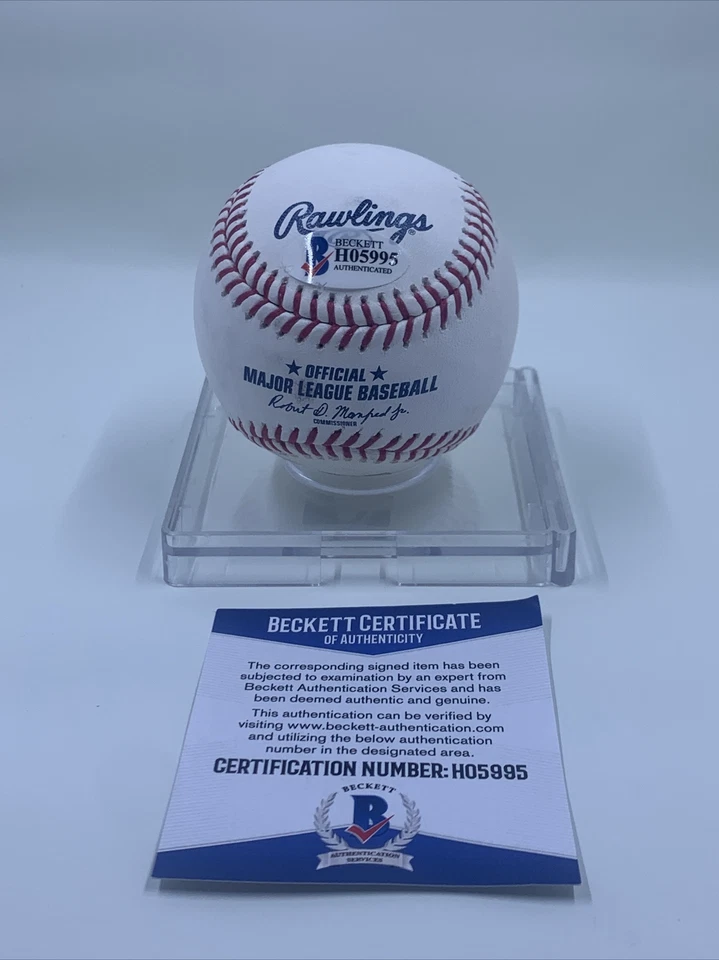 Rawlings®
BECKETT
H05995
AUTHENTICATED
★ OFFICIAL ★
MAJOR LEAGUE BASEBALL
Robert D. Manfred Jr.
COMMISSIONER
BECKETT CERTIFICATE
OF AUTHENTICITY
The corresponding signed item has been
subjected to examination by an expert from
Beckett Authentication Services and has
been deemed authentic and genuine.
This authentication can be verified by
visiting www.beckett-authentication.com
and utilizing the below authentication
number in the designated area.
CERTIFICATION NUMBER: H05995
BECKETT
B
AUTHENTICATION
SERVICES